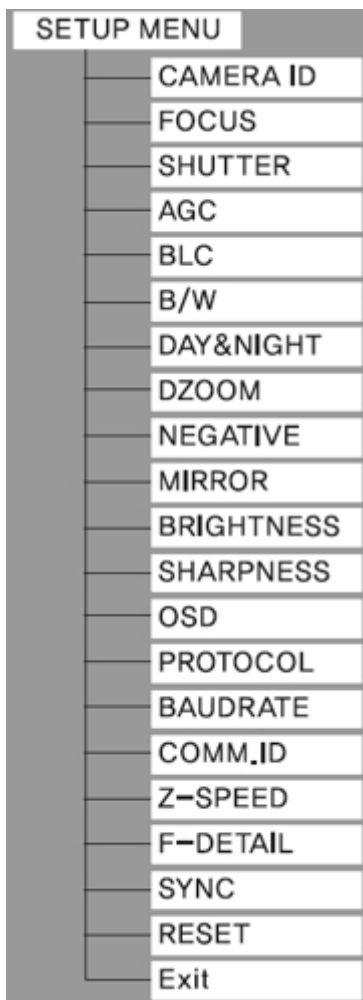 SETUP MENU
CAMERA ID
FOCUS
SHUTTER
AGC
BLC
B/W
DAY&NIGHT
DZOOM
NEGATIVE
MIRROR
BRIGHTNESS
SHARPNESS
OSD
PROTOCOL
BAUDRATE
COMM.ID
Z-SPEED
F-DETAIL
SYNC
RESET
Exit